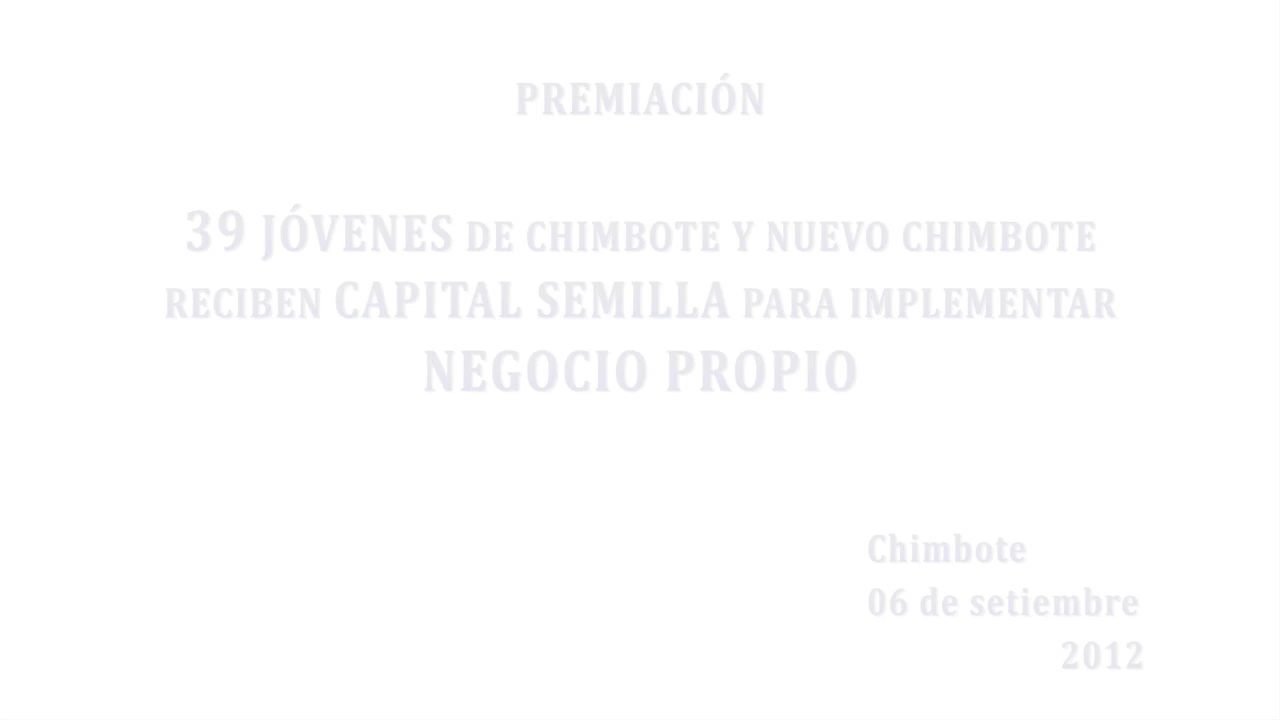 PREMIACIÓN
39 JÓVENES DE CHIMBOTE Y NUEVO CHIMBOTE
RECIBEN CAPITAL SEMILLA PARA IMPLEMENTAR
NEGOCIO PROPIO
Chimbote
06 de setiembre
2012